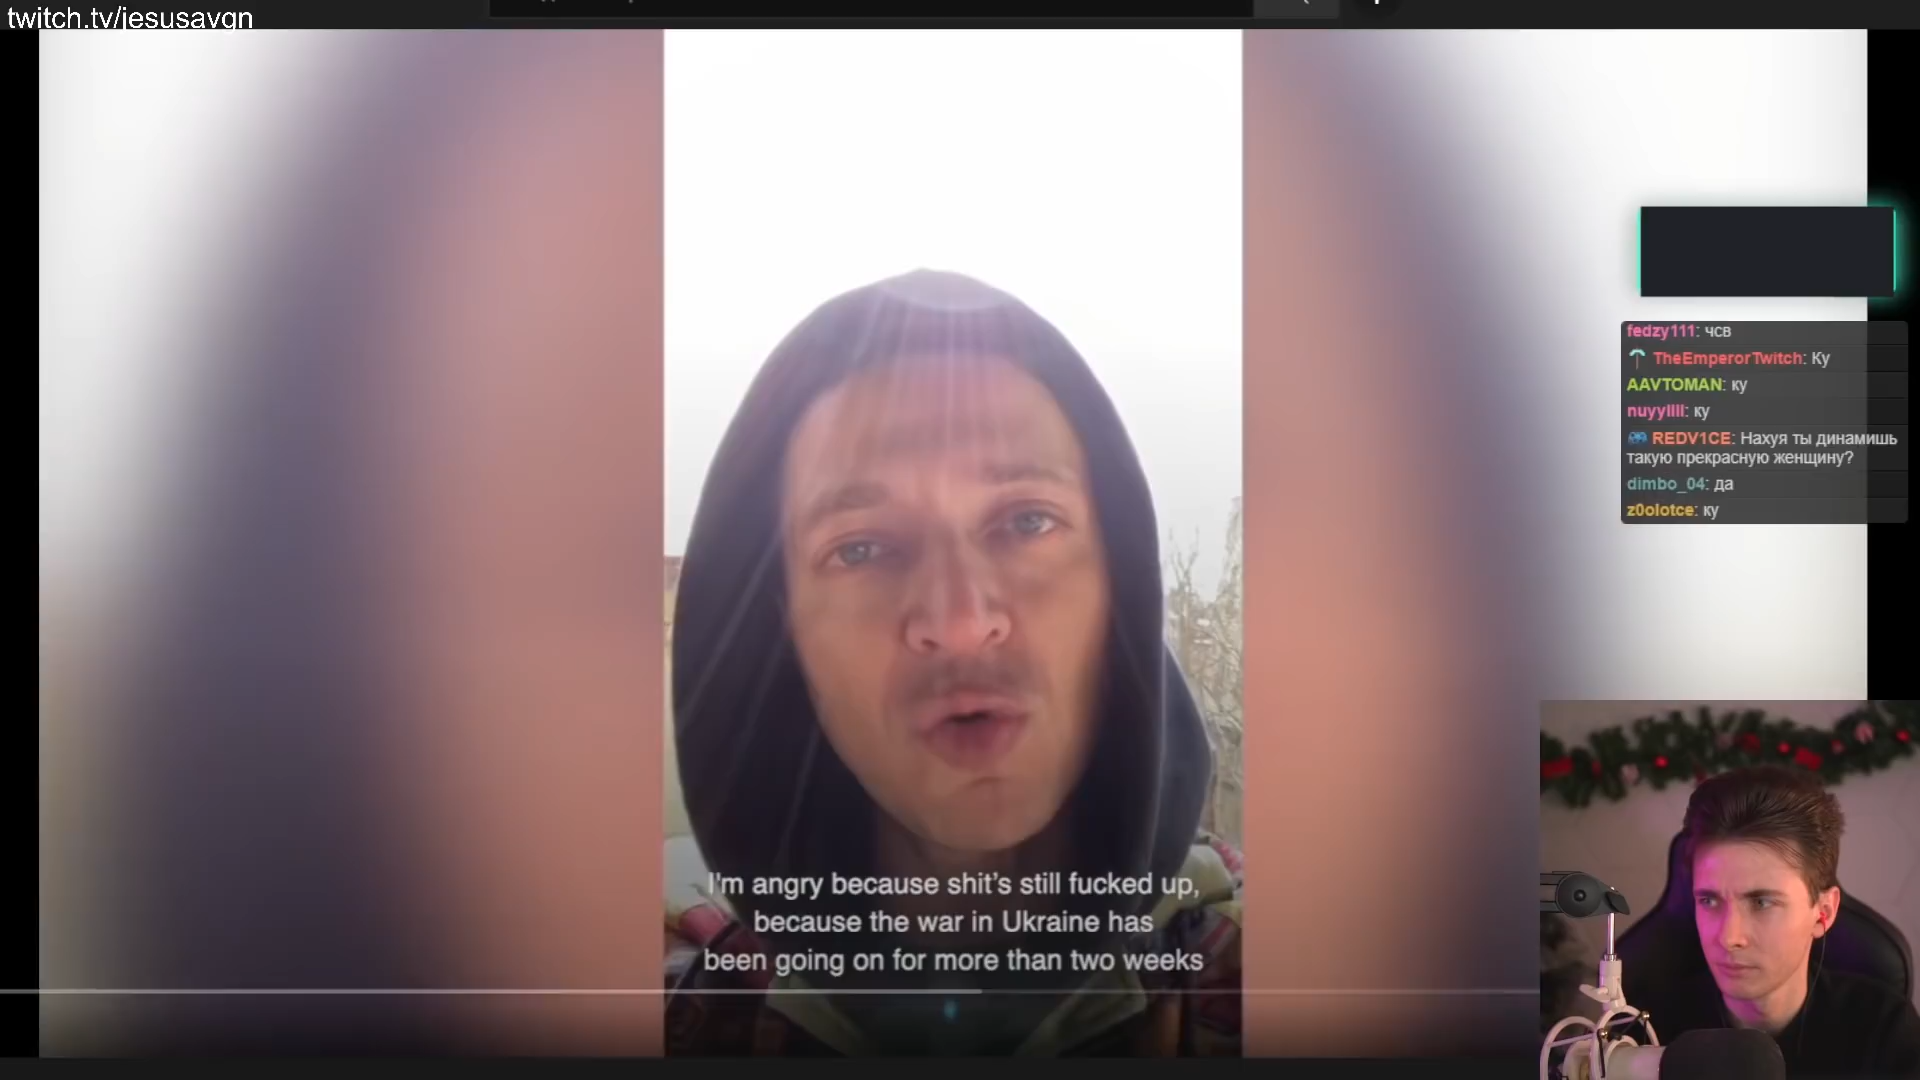 twitch.tv/jesusavgn
fedzy111: чсв
TheEmperorTwitch: Ку
AAVTOMAN: ку
nuyyllll: ку
REDV1CE: Нахуя ты динамишь
такую прекрасную женщину?
dimbo_04: да
z0olotce: ку
I'm angry because shit's still fucked up,
because the war in Ukraine has
been going on for more than two weeks